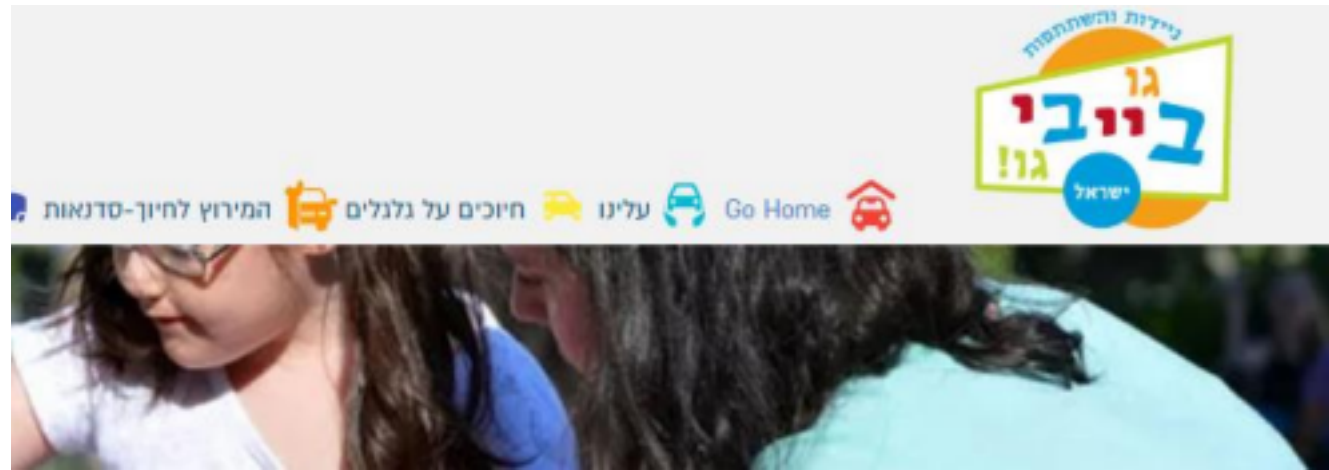 ניידות והשתתפות
גו
בייבי
גו!
ישראל
Go Home עלינו חיוכים על גלגלים המירוץ לחיוך-סדנאות